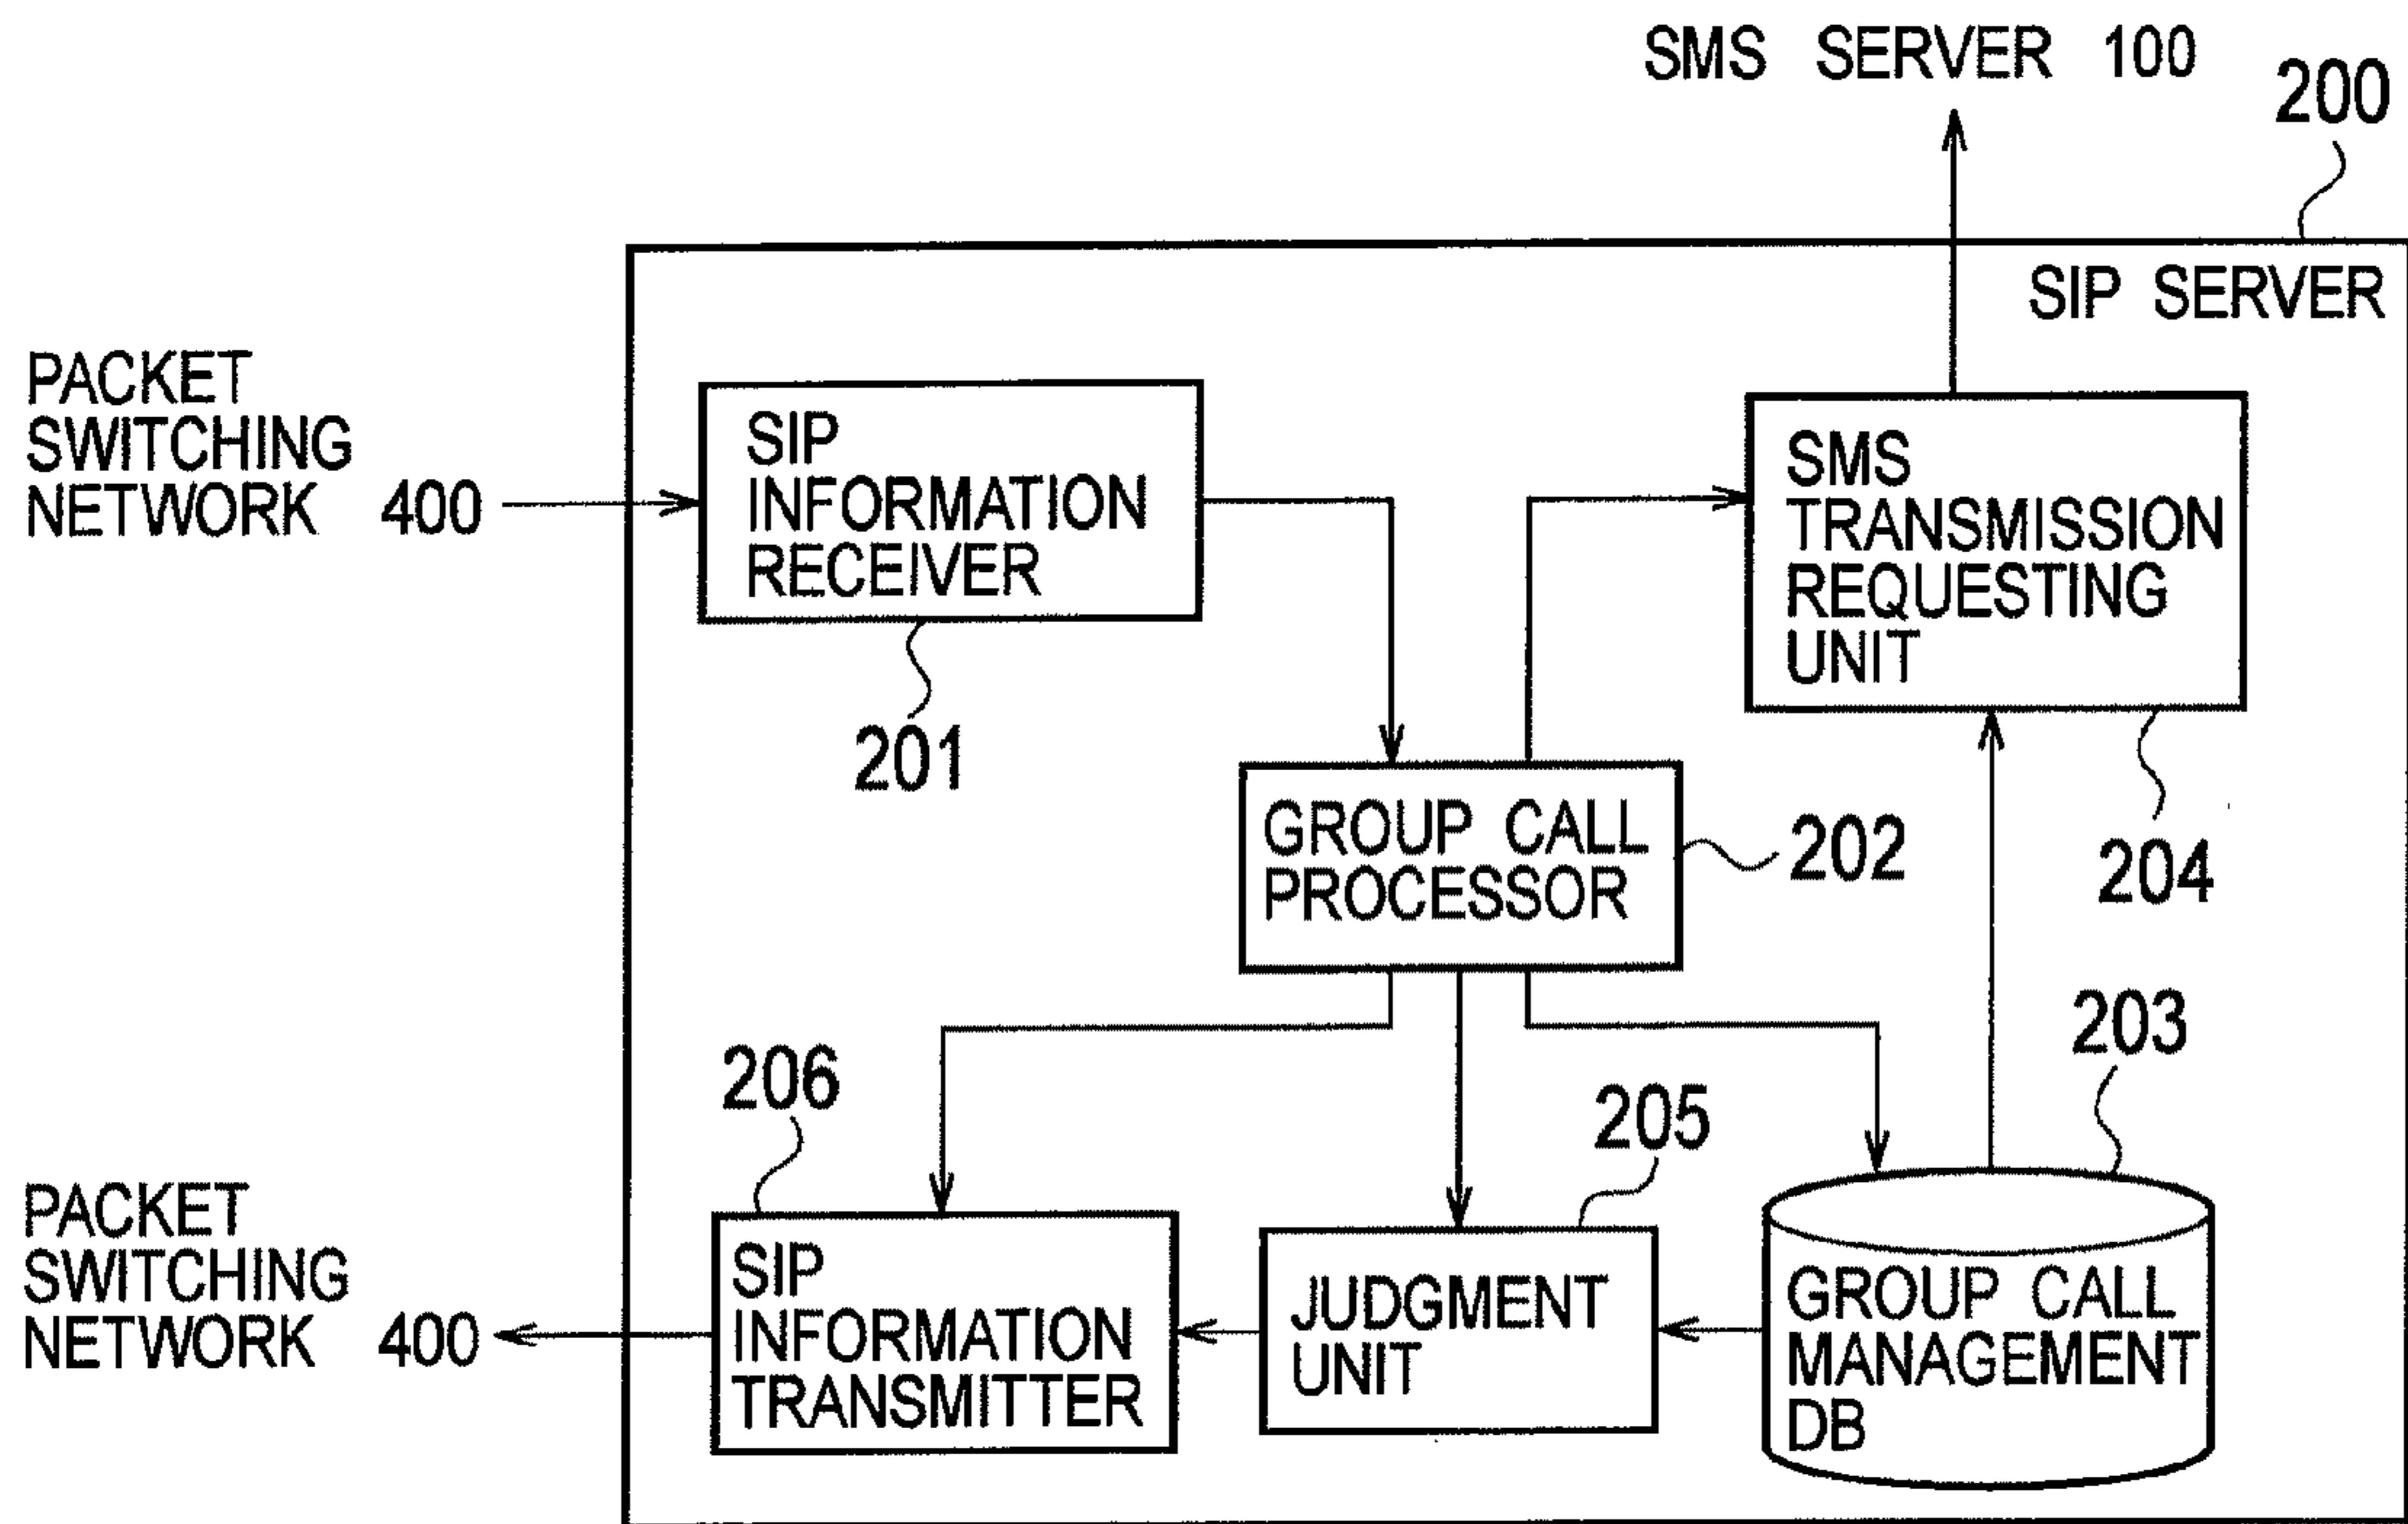 SMS SERVER 100
200
SIP SERVER
PACKET
SWITCHING
NETWORK 400
SIP
INFORMATION
RECEIVER
201
SMS
TRANSMISSION
REQUESTING
UNIT
204
GROUP CALL
PROCESSOR
202
203
206
205
PACKET
SWITCHING
NETWORK 400
SIP
INFORMATION
TRANSMITTER
JUDGMENT
UNIT
GROUP CALL
MANAGEMENT
DB